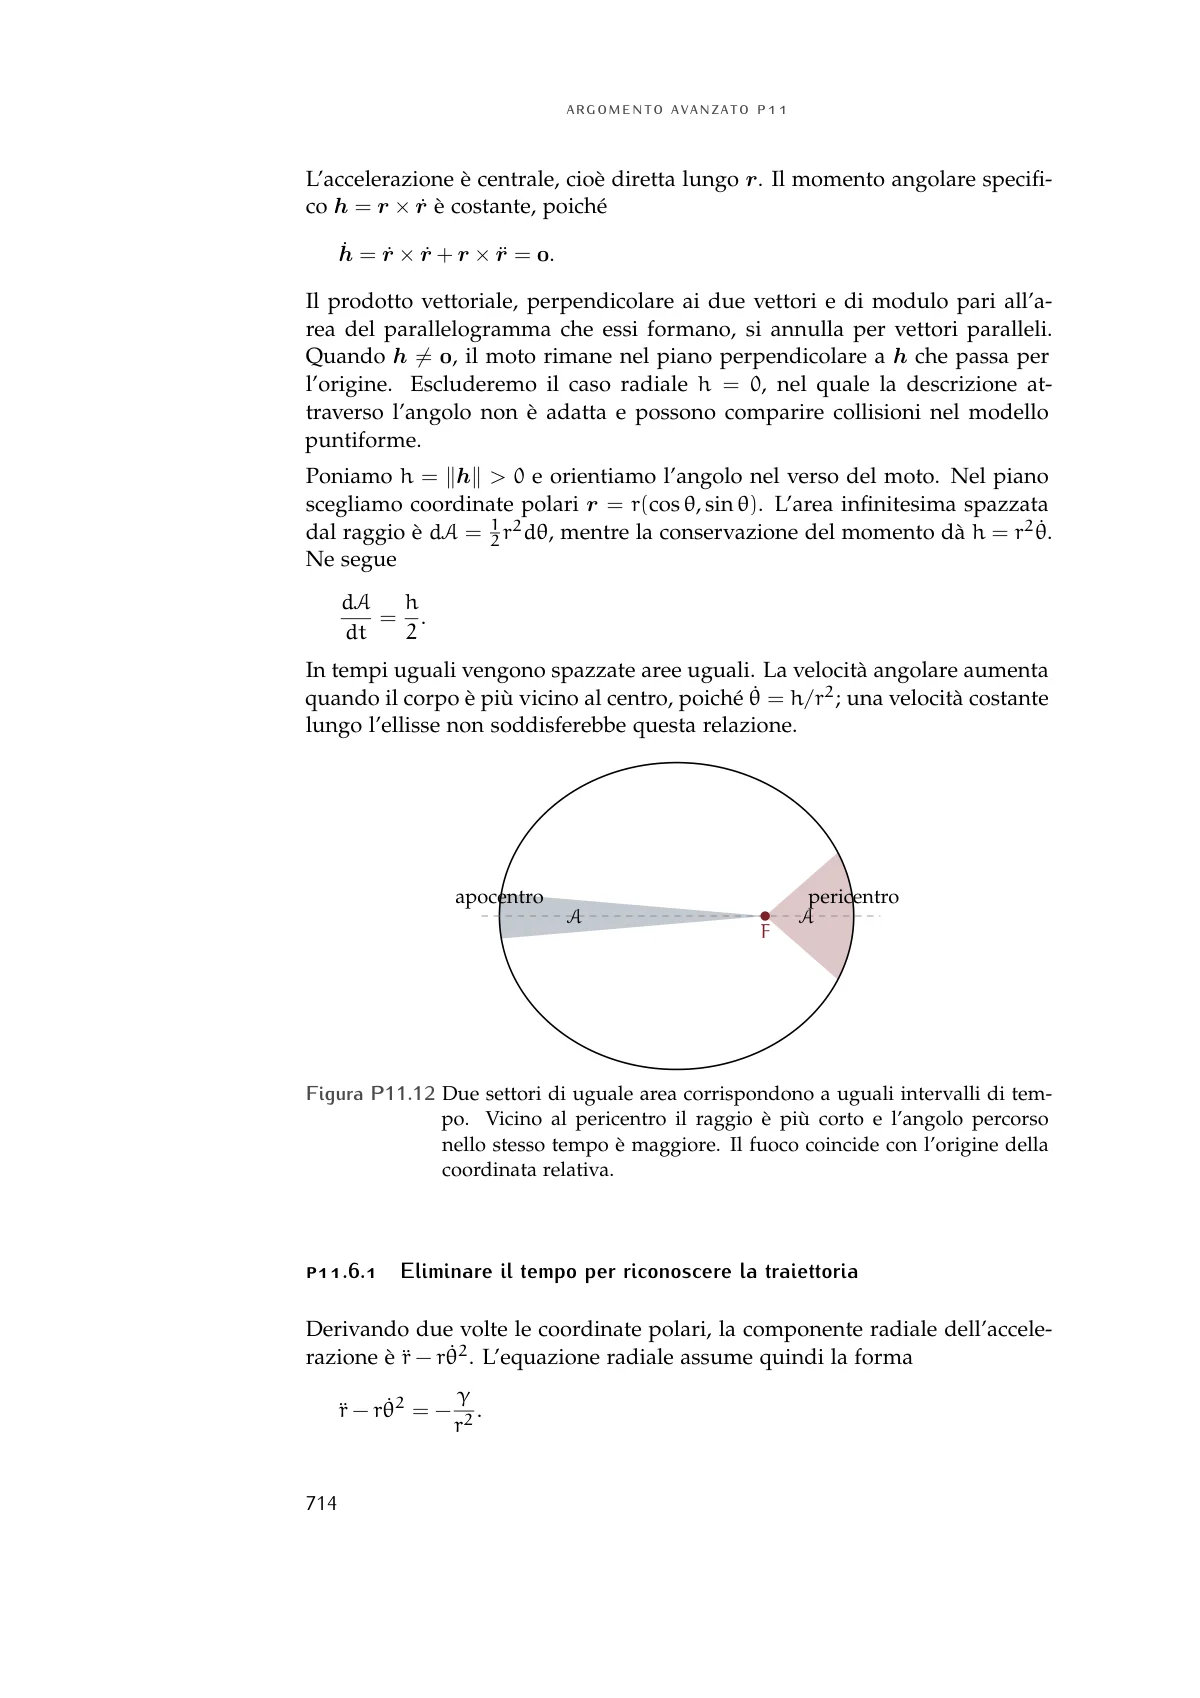 ARGOMENTO AVANZATO P11
L'accelerazione è centrale, cioè diretta lungo r. Il momento angolare specifi-
co h = r × ṙ è costante, poiché
ḣ = ṙ × ṙ + r × r̈ = o.
Il prodotto vettoriale, perpendicolare ai due vettori e di modulo pari all'a-
rea del parallelogramma che essi formano, si annulla per vettori paralleli.
Quando h ≠ o, il moto rimane nel piano perpendicolare a h che passa per
l'origine. Escluderemo il caso radiale h = 0, nel quale la descrizione at-
traverso l'angolo non è adatta e possono comparire collisioni nel modello
puntiforme.
Poniamo h = ‖h‖ > 0 e orientiamo l'angolo nel verso del moto. Nel piano
scegliamo coordinate polari r = r(cos θ, sin θ). L'area infinitesima spazzata
dal raggio è d𝒜 = ½r²dθ, mentre la conservazione del momento dà h = r²θ̇.
Ne segue
d𝒜/dt = h/2.
In tempi uguali vengono spazzate aree uguali. La velocità angolare aumenta
quando il corpo è più vicino al centro, poiché θ̇ = h/r²; una velocità costante
lungo l'ellisse non soddisferebbe questa relazione.
apocentro pericentro
𝒜 𝒜
F
Figura P11.12 Due settori di uguale area corrispondono a uguali intervalli di tem-
po. Vicino al pericentro il raggio è più corto e l'angolo percorso
nello stesso tempo è maggiore. Il fuoco coincide con l'origine della
coordinata relativa.
P11.6.1 Eliminare il tempo per riconoscere la traiettoria
Derivando due volte le coordinate polari, la componente radiale dell'accele-
razione è r̈ − rθ̇². L'equazione radiale assume quindi la forma
r̈ − rθ̇² = −γ/r².
714